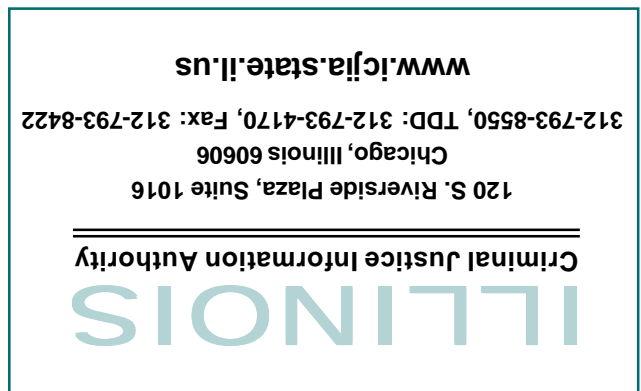 ILLINOIS
Criminal Justice Information Authority
120 S. Riverside Plaza, Suite 1016
Chicago, Illinois 60606
312-793-8550, TDD: 312-793-4170, Fax: 312-793-8422
www.icjia.state.il.us